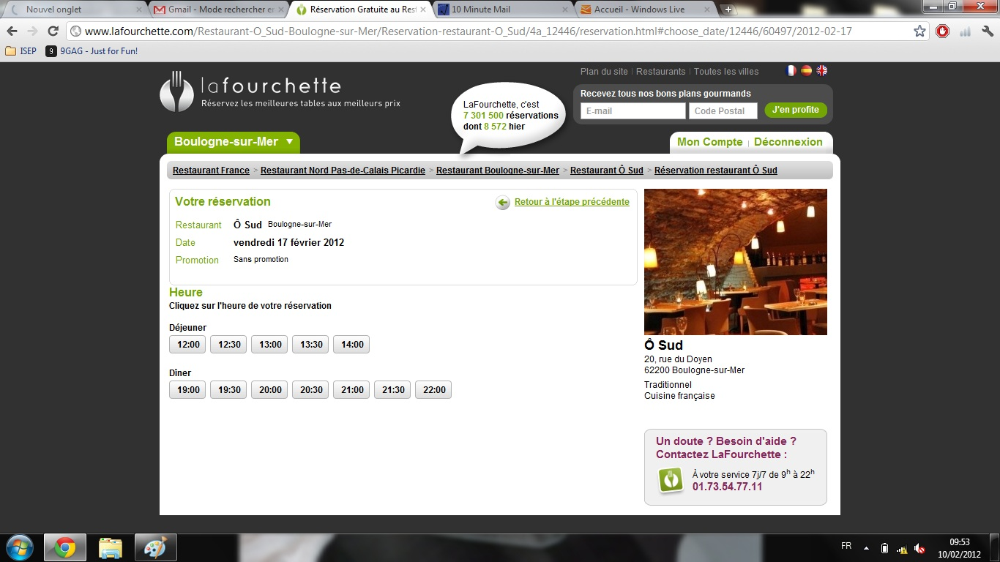 Nouvel onglet
Gmail - Mode rechercher er
Réservation Gratuite au Rest
10 Minute Mail
Accueil - Windows Live
www.lafourchette.com/Restaurant-O_Sud-Boulogne-sur-Mer/Reservation-restaurant-O_Sud/4a_12446/reservation.html#choose_date/12446/60497/2012-02-17
ISEP
9 9GAG - Just for Fun!
Plan du site | Restaurants | Toutes les villes
lafourchette
Réservez les meilleures tables aux meilleurs prix
LaFourchette, c'est
7 301 500 réservations
dont 8 572 hier
Recevez tous nos bons plans gourmands
E-mail Code Postal J'en profite
Boulogne-sur-Mer ▼
Mon Compte | Déconnexion
Restaurant France > Restaurant Nord Pas-de-Calais Picardie > Restaurant Boulogne-sur-Mer > Restaurant Ô Sud > Réservation restaurant Ô Sud
Votre réservation
Retour à l'étape précédente
Restaurant Ô Sud Boulogne-sur-Mer
Date vendredi 17 février 2012
Promotion Sans promotion
Heure
Cliquez sur l'heure de votre réservation
Déjeuner
12:00 12:30 13:00 13:30 14:00
Dîner
19:00 19:30 20:00 20:30 21:00 21:30 22:00
Ô Sud
20, rue du Doyen
62200 Boulogne-sur-Mer
Traditionnel
Cuisine française
Un doute ? Besoin d'aide ?
Contactez LaFourchette :
À votre service 7j/7 de 9h à 22h
01.73.54.77.11
FR
09:53
10/02/2012